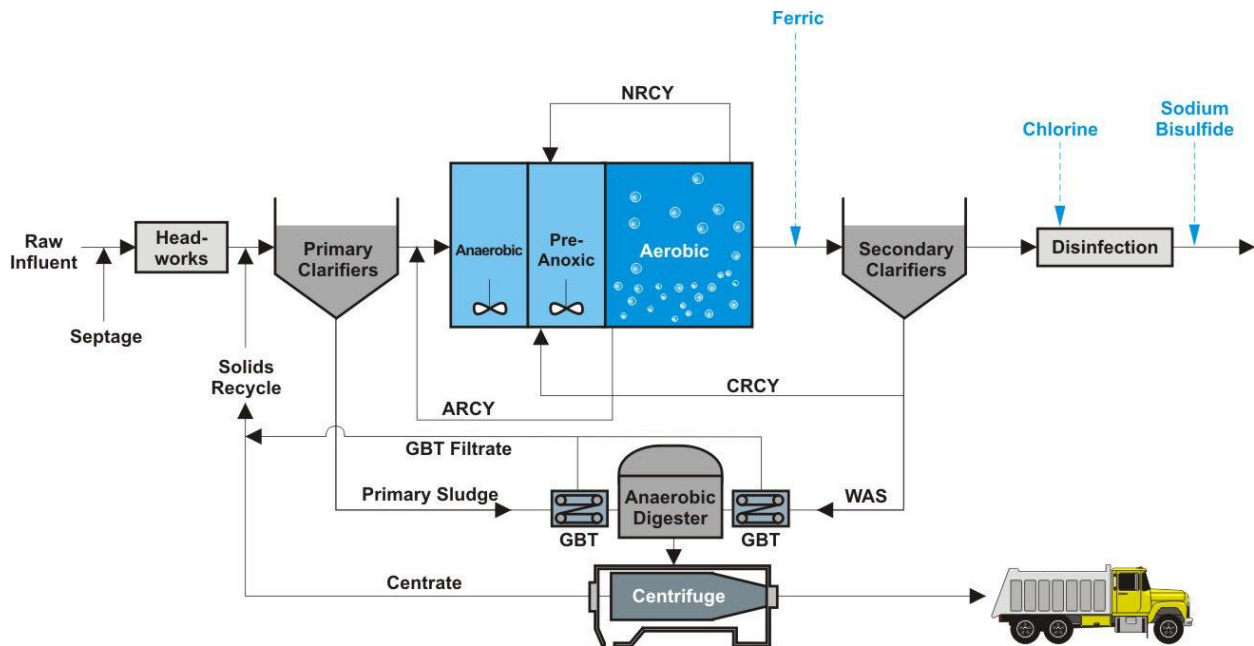 Ferric
NRCY
Chlorine
Sodium
Bisulfide
Raw
Influent
Head-
works
Primary
Clarifiers
Anaerobic
Pre-
Anoxic
Aerobic
Secondary
Clarifiers
Disinfection
Septage
Solids
Recycle
ARCY
CRCY
GBT Filtrate
Primary Sludge
GBT
Anaerobic
Digester
GBT
WAS
Centrate
Centrifuge